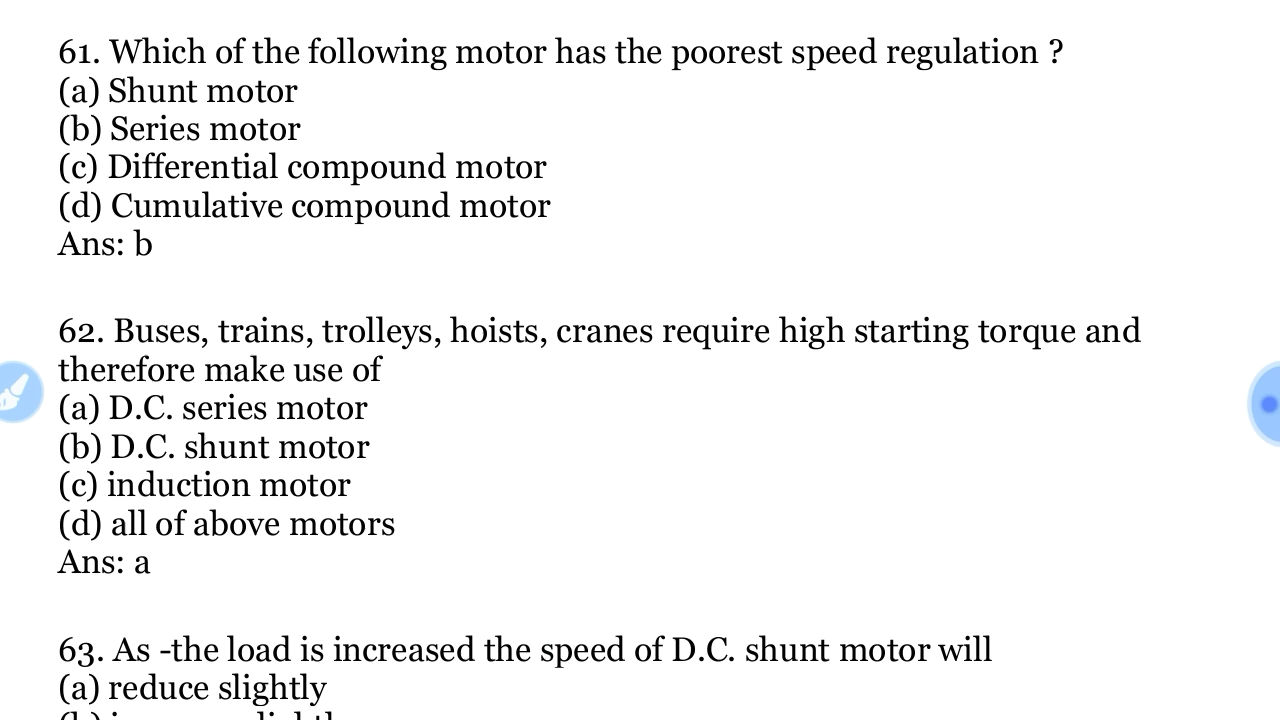 61. Which of the following motor has the poorest speed regulation ?
(a) Shunt motor
(b) Series motor
(c) Differential compound motor
(d) Cumulative compound motor
Ans: b
62. Buses, trains, trolleys, hoists, cranes require high starting torque and
therefore make use of
(a) D.C. series motor
(b) D.C. shunt motor
(c) induction motor
(d) all of above motors
Ans: a
63. As -the load is increased the speed of D.C. shunt motor will
(a) reduce slightly